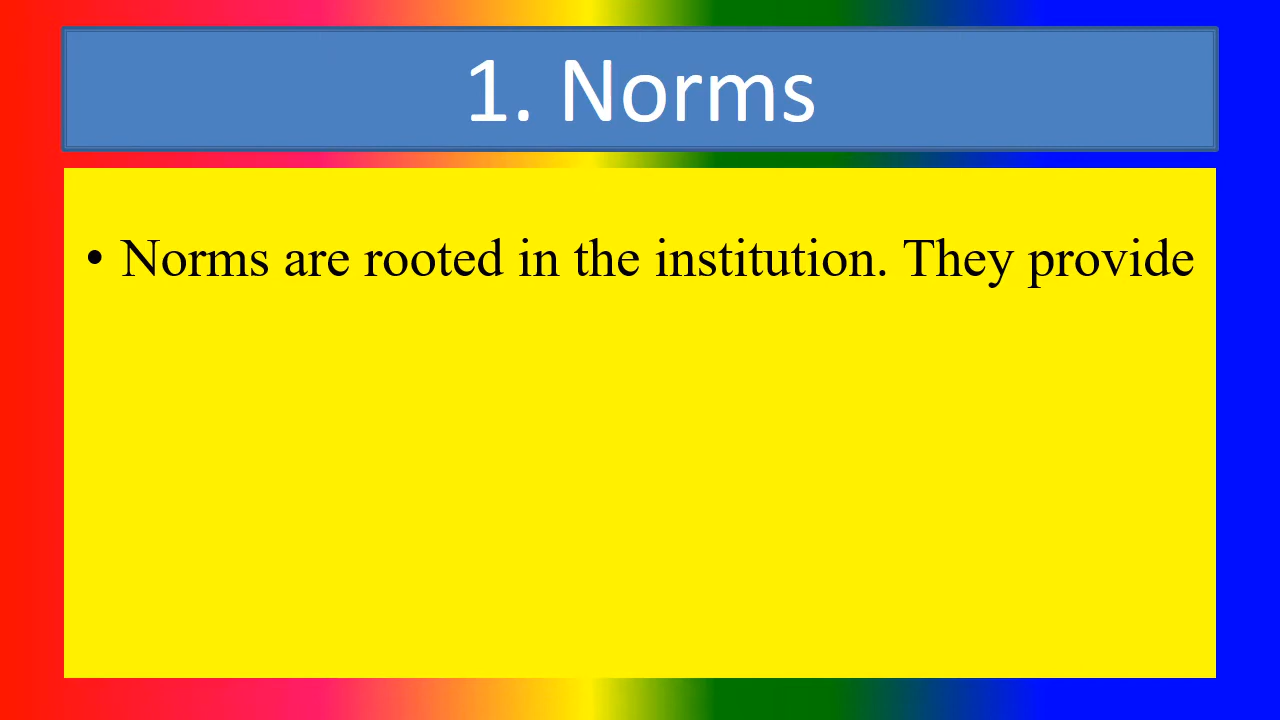 1. Norms
• Norms are rooted in the institution. They provide